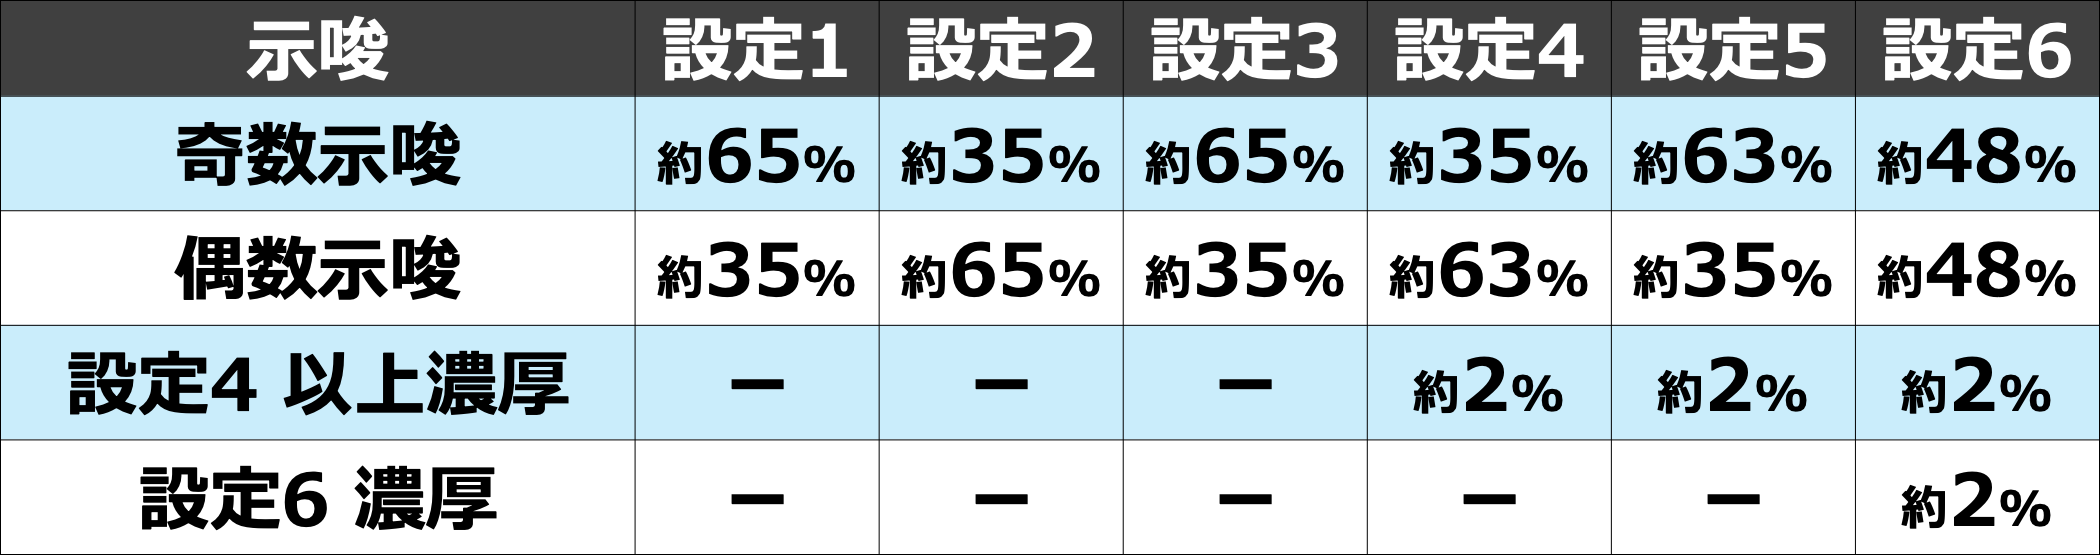 示唆 設定1 設定2 設定3 設定4 設定5 設定6
奇数示唆 約65% 約35% 約65% 約35% 約63% 約48%
偶数示唆 約35% 約65% 約35% 約63% 約35% 約48%
設定4 以上濃厚 ー ー ー 約2% 約2% 約2%
設定6 濃厚 ー ー ー ー ー 約2%